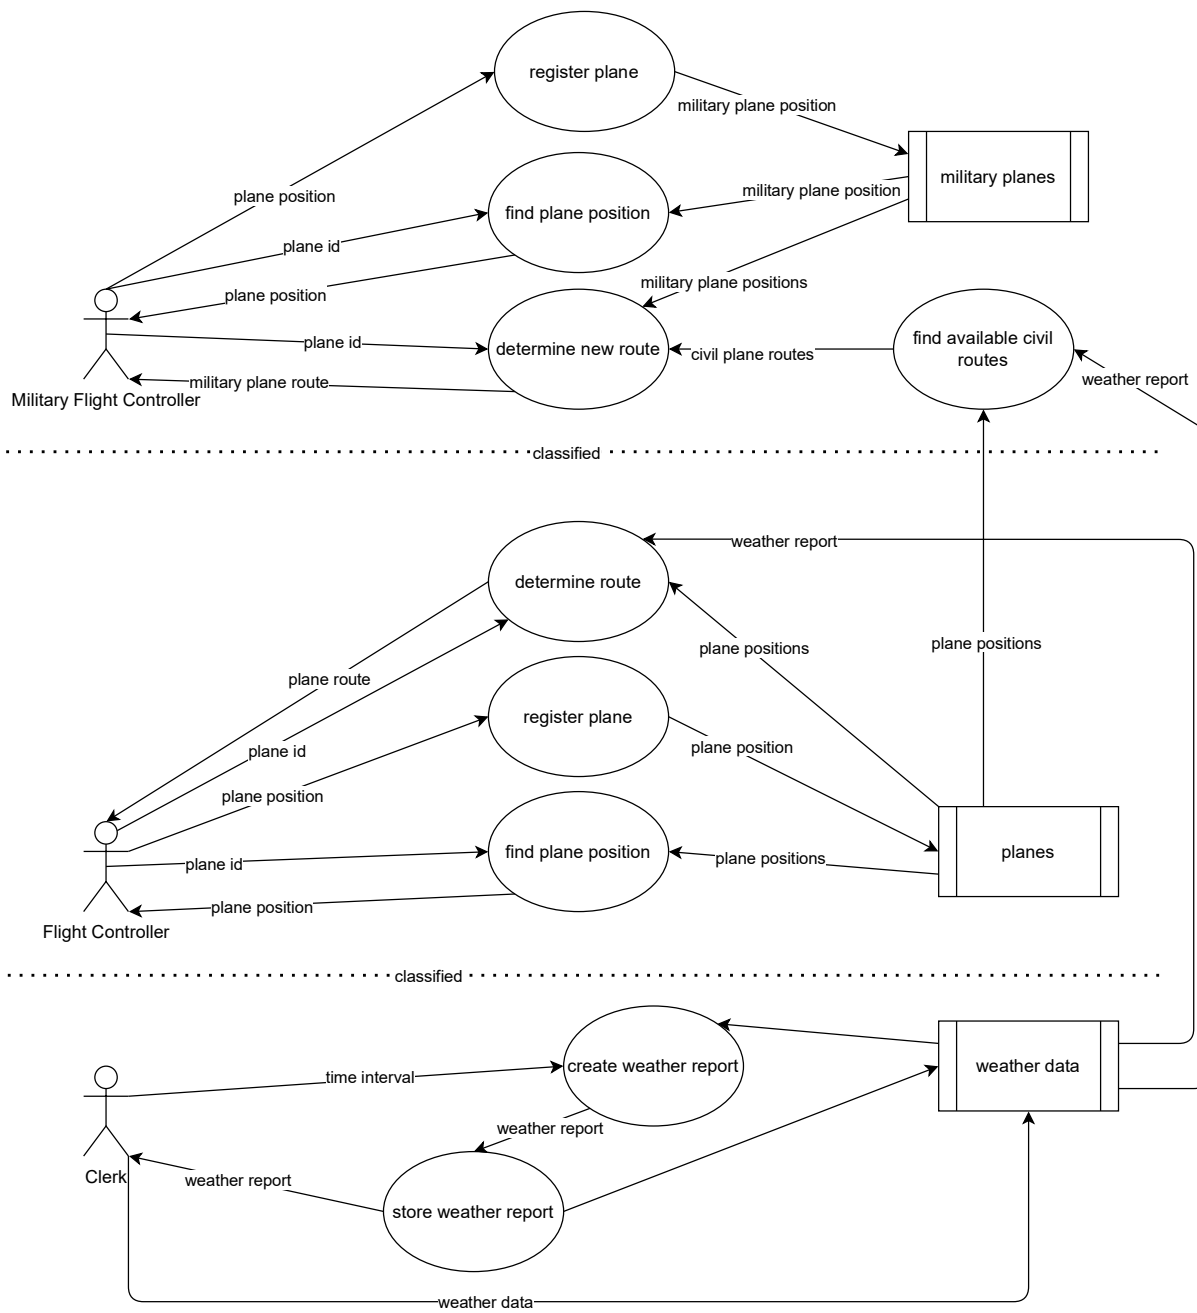 register plane
military plane position
military planes
plane position
military plane position
find plane position
plane id
military plane positions
plane position
find available civil
routes
determine new route
plane id
civil plane routes
weather report
military plane route
Military Flight Controller
classified
weather report
determine route
plane positions
plane positions
plane route
register plane
plane id
plane position
plane position
find plane position
planes
plane id
plane positions
plane position
Flight Controller
classified
create weather report
weather data
time interval
weather report
Clerk
weather report
store weather report
weather data